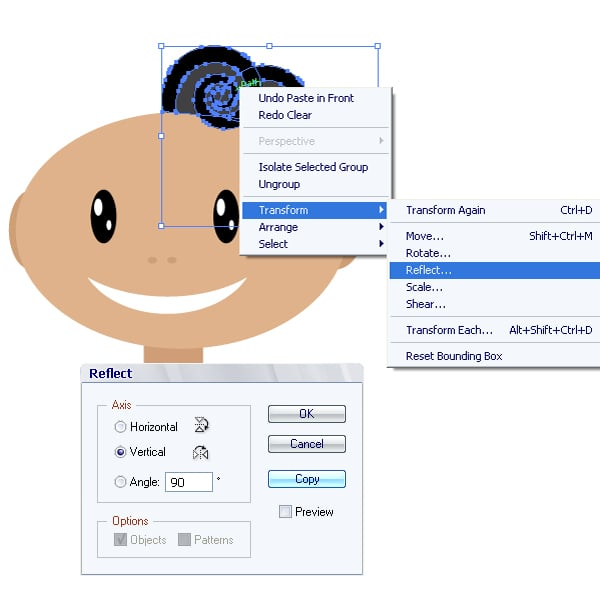 path
Undo Paste in Front
Redo Clear
Perspective
Isolate Selected Group
Ungroup
Transform
Arrange
Select
Transform Again Ctrl+D
Move... Shift+Ctrl+M
Rotate...
Reflect...
Scale...
Shear...
Transform Each... Alt+Shift+Ctrl+D
Reset Bounding Box
Reflect
Axis
Horizontal
Vertical
Angle: 90 °
OK
Cancel
Copy
Preview
Options
Objects Patterns